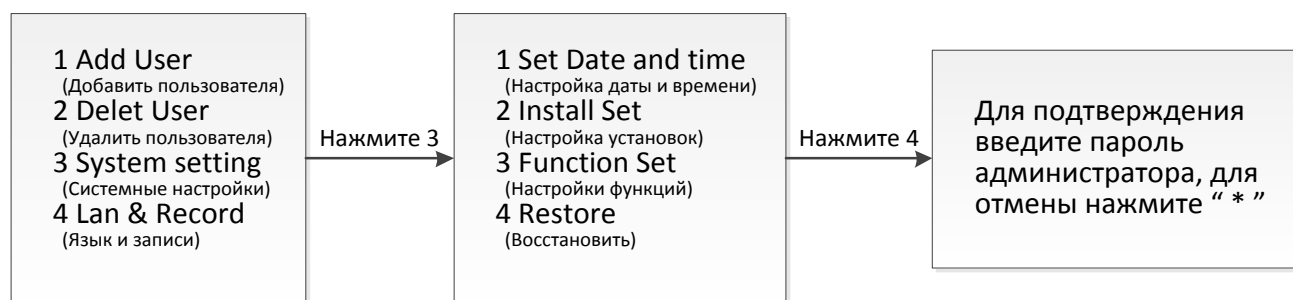 1 Add User
(Добавить пользователя)
2 Delet User
(Удалить пользователя)
3 System setting
(Системные настройки)
4 Lan & Record
(Язык и записи)
Нажмите 3
1 Set Date and time
(Настройка даты и времени)
2 Install Set
(Настройка установок)
3 Function Set
(Настройки функций)
4 Restore
(Восстановить)
Нажмите 4
Для подтверждения
введите пароль
администратора, для
отмены нажмите “ * ”